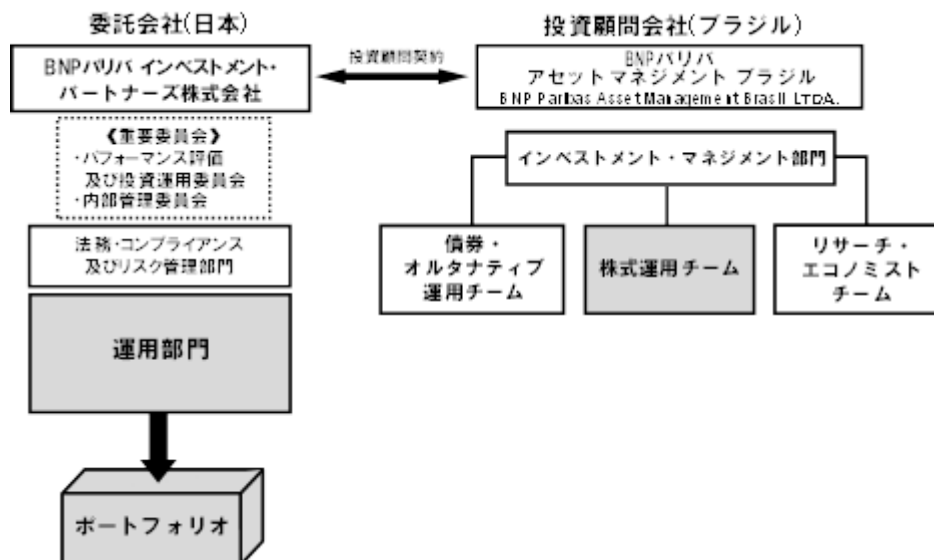 委託会社(日本)
BNPパリバ インベストメント・
パートナーズ株式会社
《重要委員会》
・パフォーマンス評価
及び投資運用委員会
・内部管理委員会
法務・コンプライアンス
及びリスク管理部門
運用部門
ポートフォリオ
投資顧問契約
投資顧問会社(ブラジル)
BNPパリバ
アセットマネジメント ブラジル
BNP Paribas Asset Management Brasil LTDA.
インベストメント・マネジメント部門
債券・
オルタナティブ
運用チーム
株式運用チーム
リサーチ・
エコノミスト
チーム